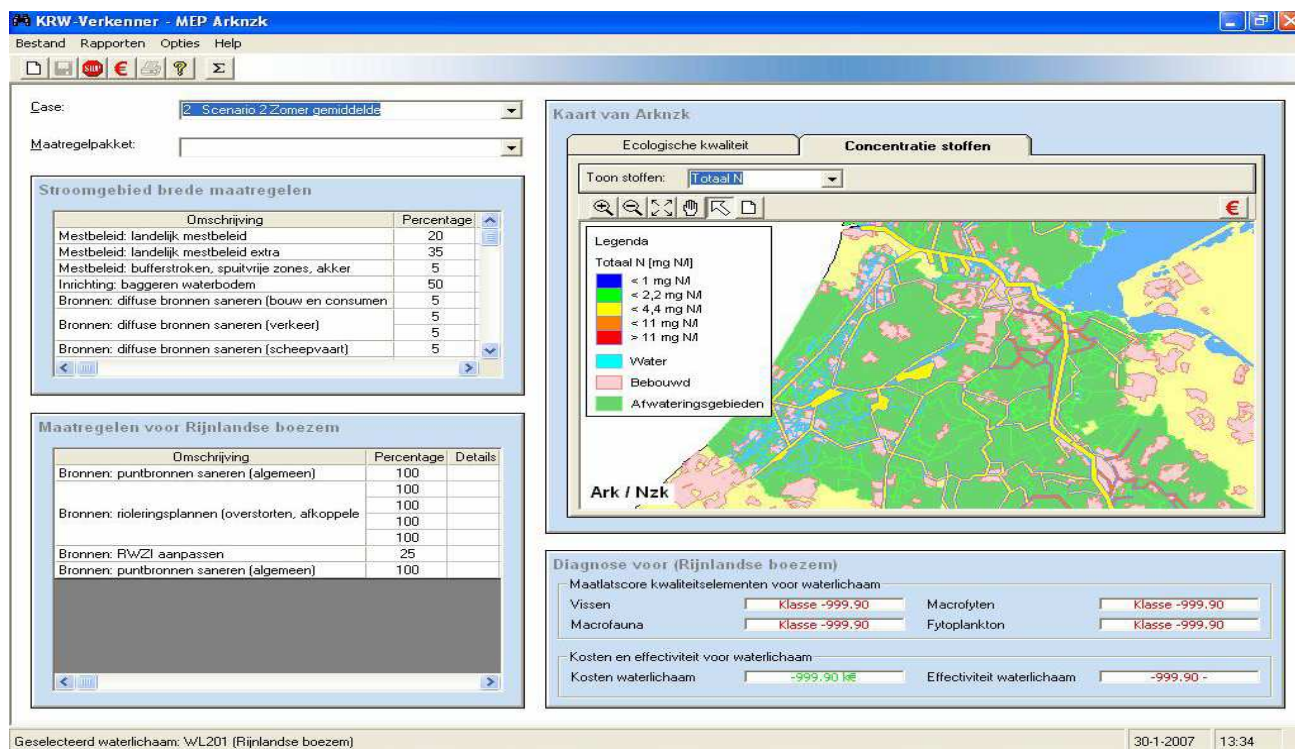 KRW-Verkenner - MEP Arknzk
Bestand Rapporten Opties Help
STOP € ? Σ
Case: 2 Scenario 2 Zomer gemiddelde
Maatregelpakket:
Stroomgebied brede maatregelen
Omschrijving Percentage
Mestbeleid: landelijk mestbeleid 20
Mestbeleid: landelijk mestbeleid extra 35
Mestbeleid: bufferstroken, spuitvrije zones, akker 5
Inrichting: baggeren waterbodem 50
Bronnen: diffuse bronnen saneren (bouw en consumen 5
Bronnen: diffuse bronnen saneren (verkeer) 5
5
Bronnen: diffuse bronnen saneren (scheepvaart) 5
Maatregelen voor Rijnlandse boezem
Omschrijving Percentage Details
Bronnen: puntbronnen saneren (algemeen) 100
Bronnen: rioleringsplannen (overstorten, afkoppele 100
100
100
100
Bronnen: RWZI aanpassen 25
Bronnen: puntbronnen saneren (algemeen) 100
Kaart van Arknzk
Ecologische kwaliteit Concentratie stoffen
Toon stoffen: Totaal N
€
Legenda
Totaal N [mg N/l]
< 1 mg N/l
< 2,2 mg N/l
< 4,4 mg N/l
< 11 mg N/l
> 11 mg N/l
Water
Bebouwd
Afwateringsgebieden
Ark / Nzk
Diagnose voor (Rijnlandse boezem)
Maatlatscore kwaliteitselementen voor waterlichaam
Vissen Klasse -999.90 Macrofyten Klasse -999.90
Macrofauna Klasse -999.90 Fytoplankton Klasse -999.90
Kosten en effectiviteit voor waterlichaam
Kosten waterlichaam -999.90 k€ Effectiviteit waterlichaam -999.90 -
Geselecteerd waterlichaam: WL201 (Rijnlandse boezem) 30-1-2007 13:34